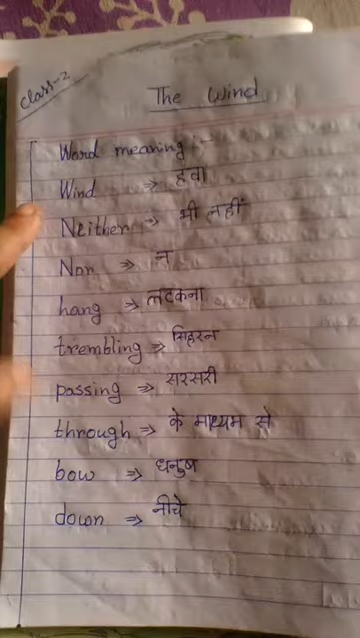 class-2
The Wind
Word meaning :-
Wind => हवा
Neither => भी नहीं
Nor => न
hang => लटकना
trembling => सिहरन
passing => सरसरी
through => के माध्यम से
bow => धनुष
down => नीचे